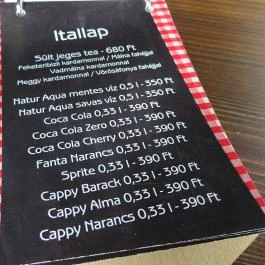 Itallap
Sült jeges tea - 680 Ft
Feketeribizli kardamonnal / Málna fahéjjal
Vadmálna kardamonnal
Meggy kardamonnal / Vörösáfonya fahéjjal
Natur Aqua mentes víz 0,5 l - 350 Ft
Natur Aqua savas víz 0,5 l - 350 Ft
Coca Cola 0,33 l - 390 Ft
Coca Cola Zero 0,33 l - 390 Ft
Coca Cola Cherry 0,33 l - 390 Ft
Fanta Narancs 0,33 l - 390 Ft
Sprite 0,33 l - 390 Ft
Cappy Barack 0,33 l - 390 Ft
Cappy Alma 0,33 l - 390 Ft
Cappy Narancs 0,33 l - 390 Ft